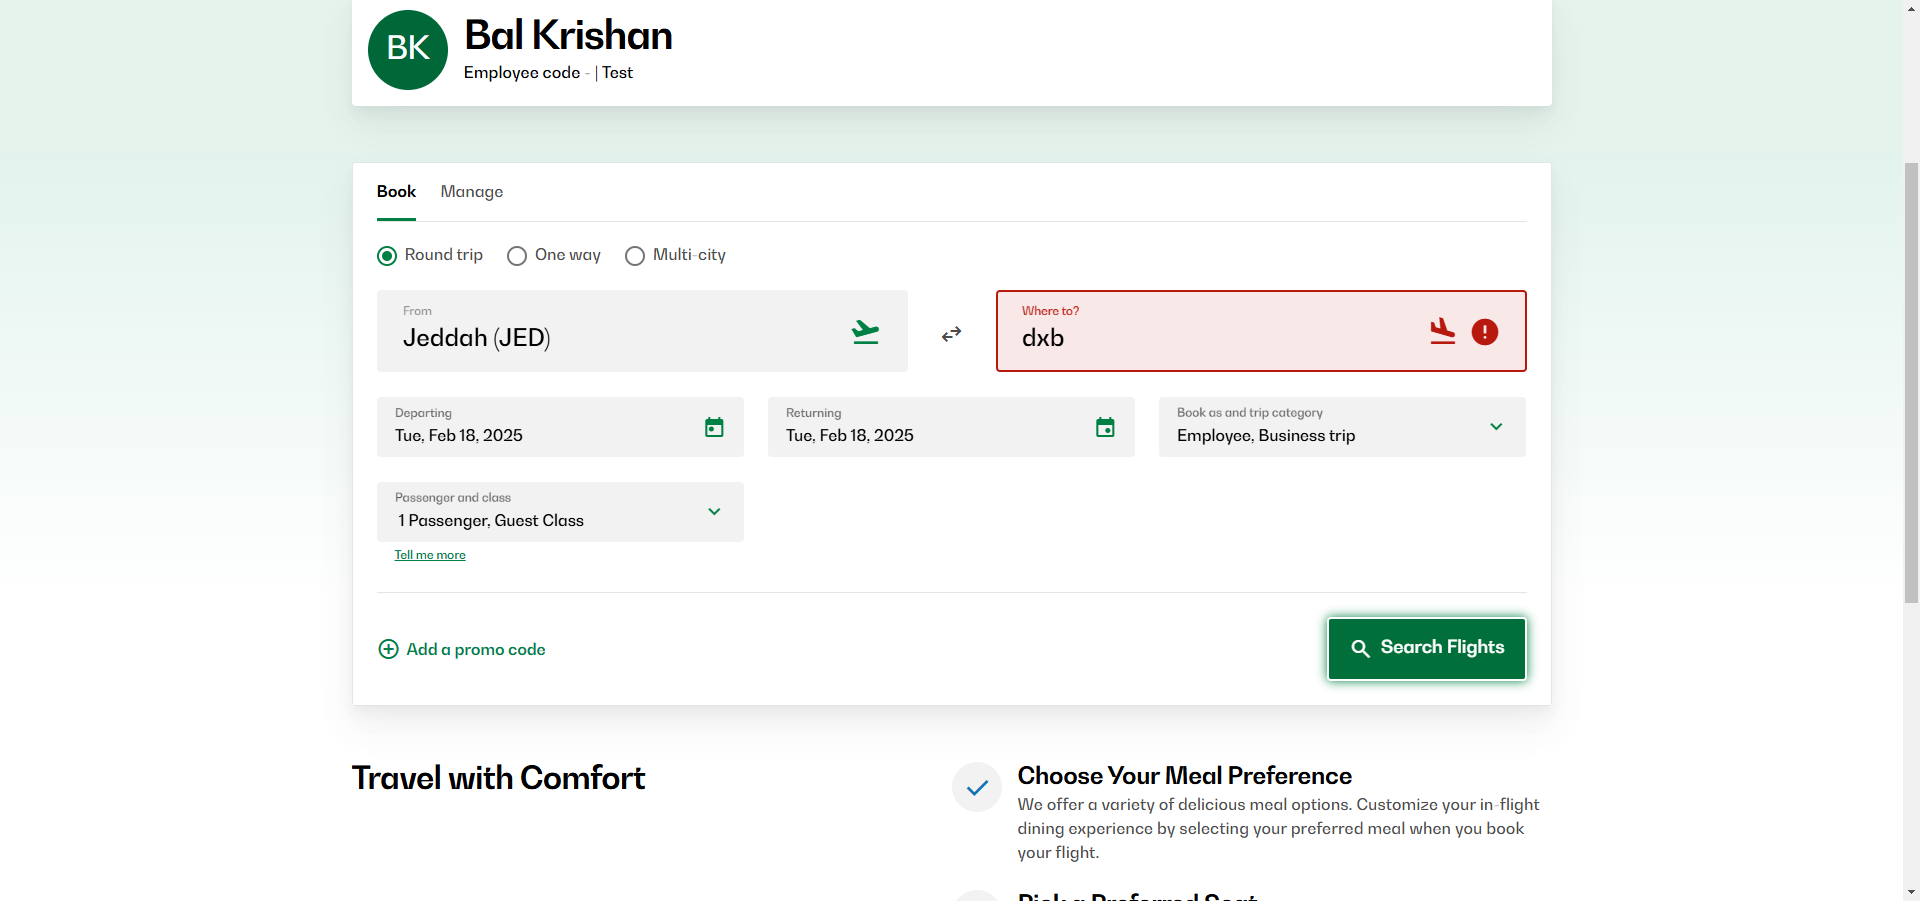 BK
Bal Krishan
Employee code - | Test
Book
Manage
Round trip
One way
Multi-city
From
Jeddah (JED)
Where to?
dxb
Departing
Tue, Feb 18, 2025
Returning
Tue, Feb 18, 2025
Book as and trip category
Employee, Business trip
Passenger and class
1 Passenger, Guest Class
Tell me more
Add a promo code
Search Flights
Travel with Comfort
Choose Your Meal Preference
We offer a variety of delicious meal options. Customize your in-flight
dining experience by selecting your preferred meal when you book
your flight.
Pick a Preferred Seat